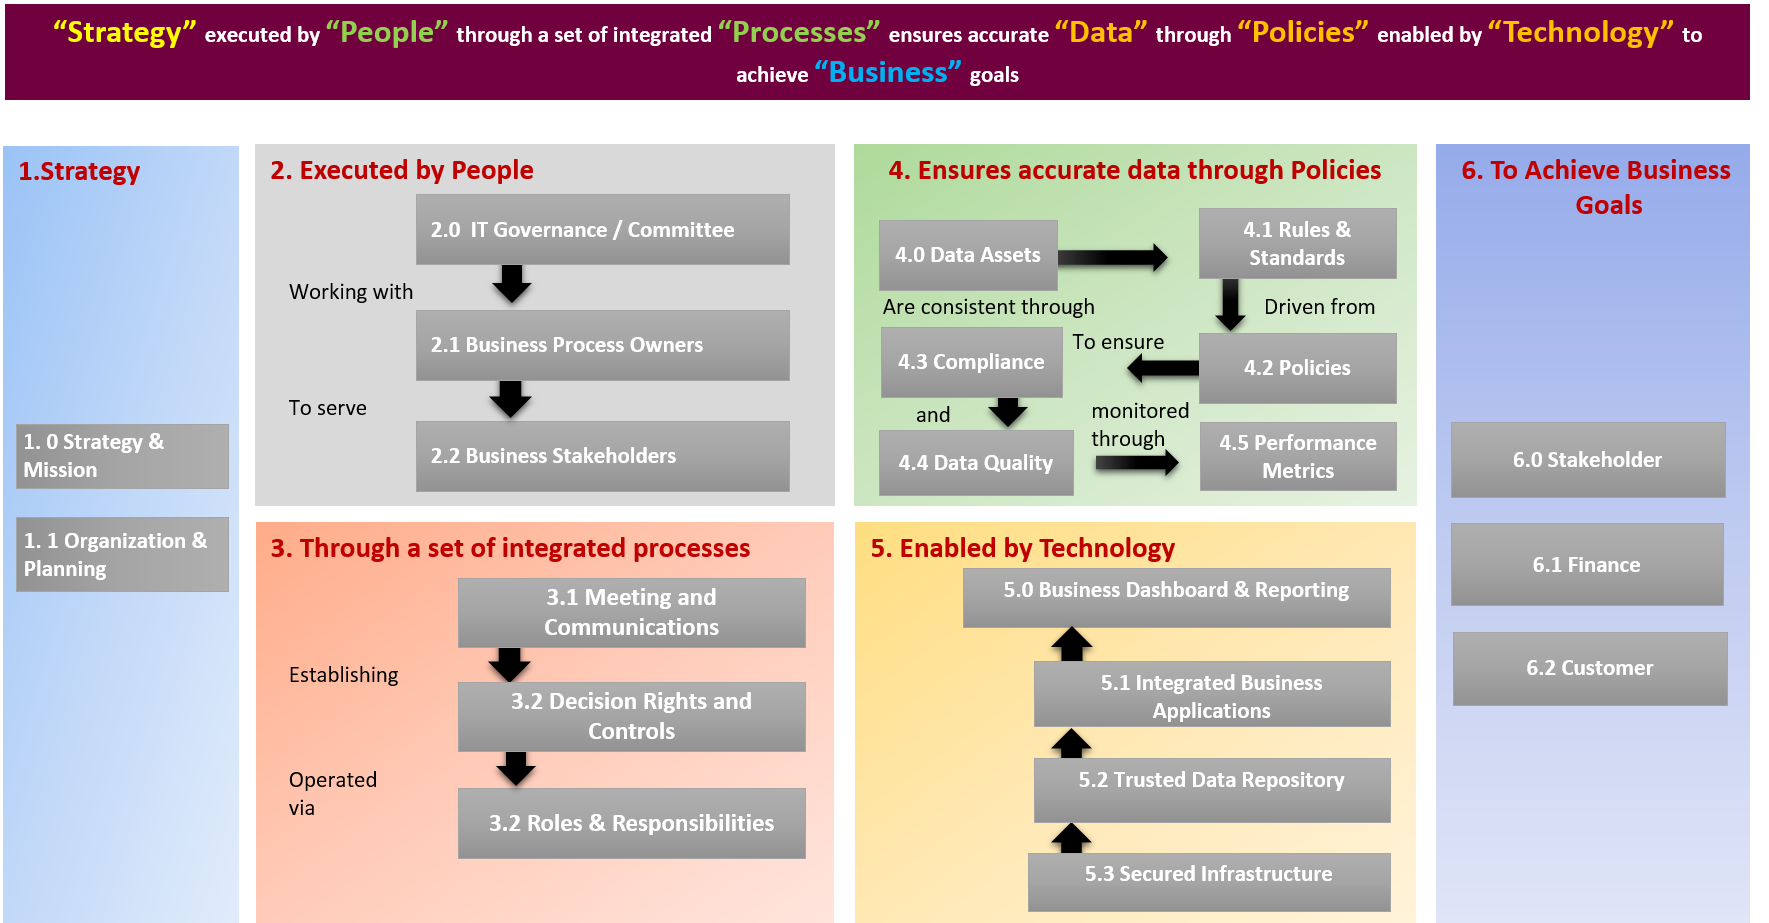 “Strategy” executed by “People” through a set of integrated “Processes” ensures accurate “Data” through “Policies” enabled by “Technology” to
achieve “Business” goals
1.Strategy
1. 0 Strategy &
Mission
1. 1 Organization &
Planning
2. Executed by People
2.0 IT Governance / Committee
Working with
2.1 Business Process Owners
To serve
2.2 Business Stakeholders
3. Through a set of integrated processes
3.1 Meeting and
Communications
Establishing
3.2 Decision Rights and
Controls
Operated
via
3.2 Roles & Responsibilities
4. Ensures accurate data through Policies
4.0 Data Assets
4.1 Rules &
Standards
Are consistent through
Driven from
To ensure
4.3 Compliance
4.2 Policies
and
monitored
through
4.4 Data Quality
4.5 Performance
Metrics
5. Enabled by Technology
5.0 Business Dashboard & Reporting
5.1 Integrated Business
Applications
5.2 Trusted Data Repository
5.3 Secured Infrastructure
6. To Achieve Business
Goals
6.0 Stakeholder
6.1 Finance
6.2 Customer